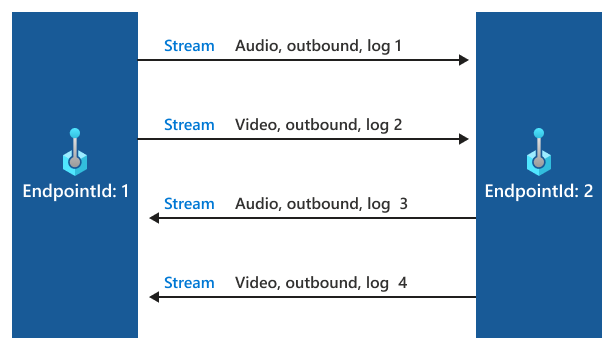 Stream Audio, outbound, log 1
Stream Video, outbound, log 2
EndpointId: 1
EndpointId: 2
Stream Audio, outbound, log 3
Stream Video, outbound, log 4